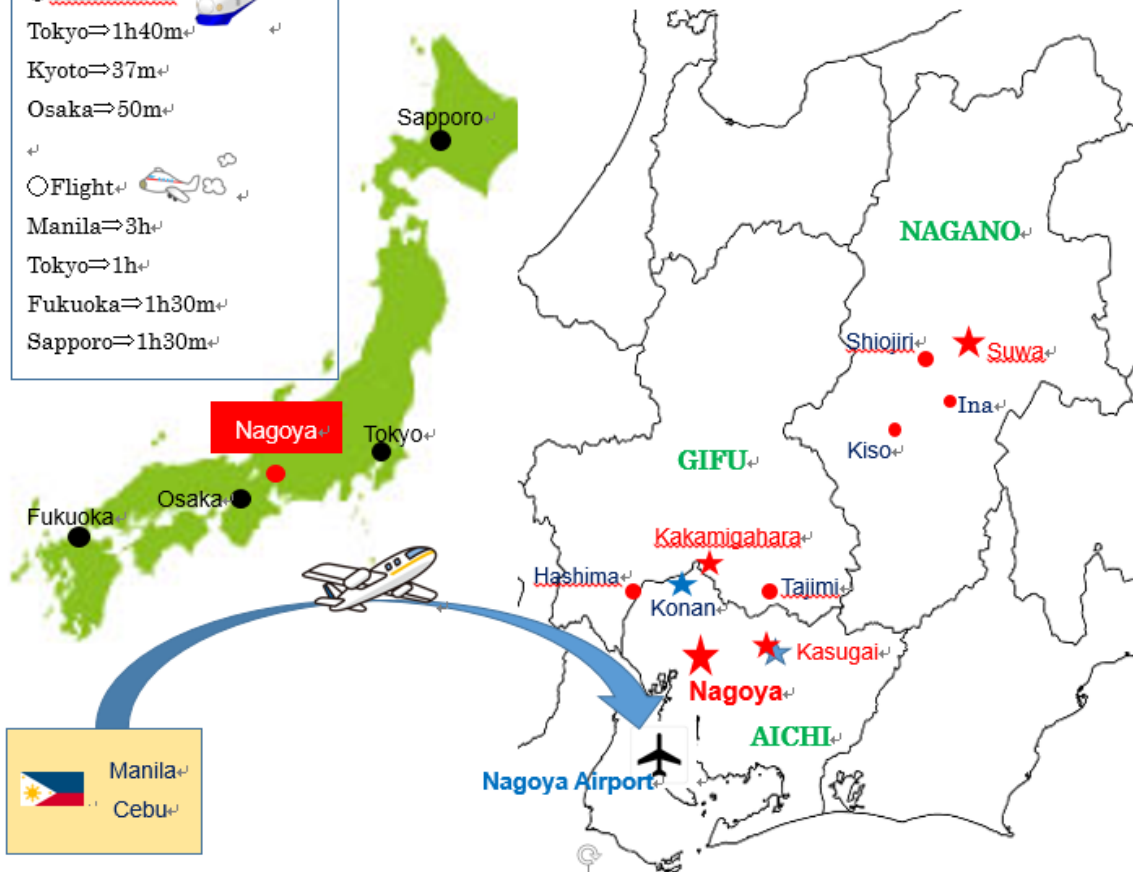 Tokyo⇒1h40m
Kyoto⇒37m
Osaka⇒50m
○Flight
Manila⇒3h
Tokyo⇒1h
Fukuoka⇒1h30m
Sapporo⇒1h30m
Sapporo
Nagoya
Tokyo
Osaka
Fukuoka
Manila
Cebu
NAGANO
Shiojiri
Suwa
Ina
Kiso
GIFU
Kakamigahara
Hashima
Konan
Tajimi
Kasugai
Nagoya
AICHI
Nagoya Airport